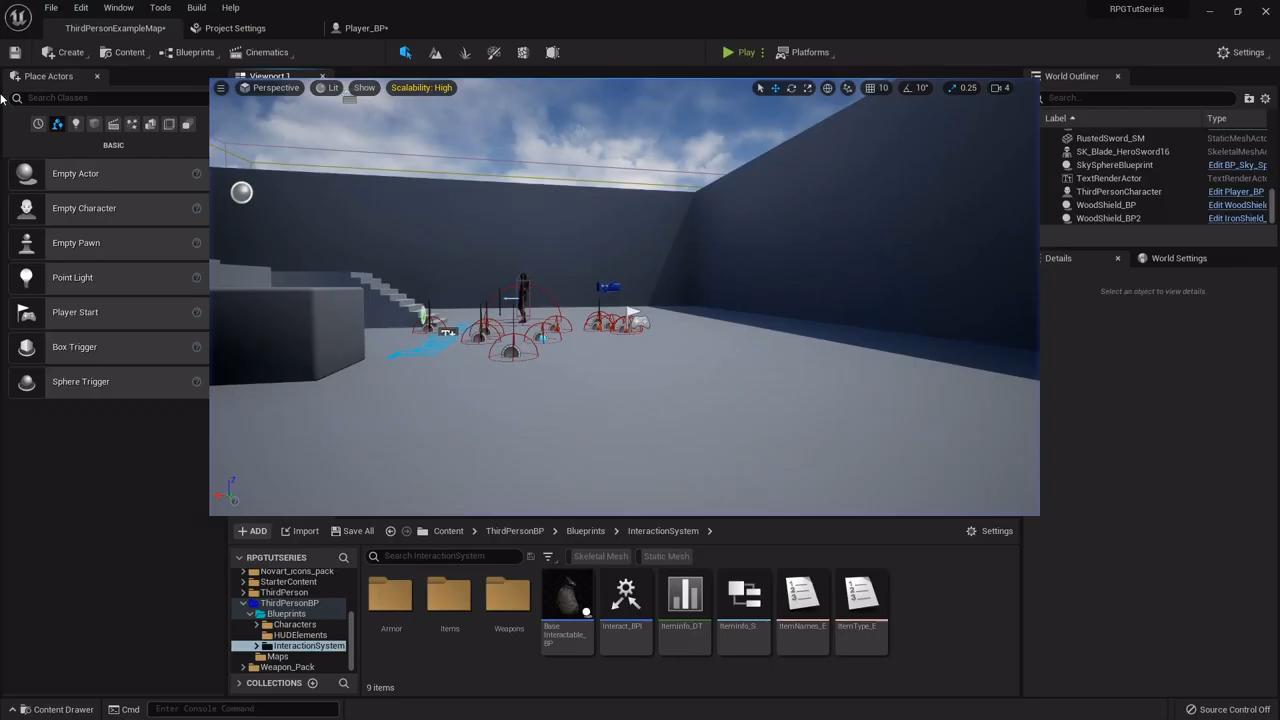 File Edit Window Tools Build Help
RPGTutSeries
ThirdPersonExampleMap*
Project Settings
Player_BP*
Create
Content
Blueprints
Cinematics
Play
Platforms
Settings
Place Actors
Viewport 1
World Outliner
Search Classes
Perspective
Lit
Show
Scalability: High
10
10°
0.25
4
Search...
Label
Type
BASIC
Empty Actor
Empty Character
Empty Pawn
Point Light
Player Start
Box Trigger
Sphere Trigger
RustedSword_SM StaticMeshActo
SK_Blade_HeroSword16 SkeletalMeshA
SkySphereBlueprint Edit BP_Sky_Sp
TextRenderActor TextRenderActo
ThirdPersonCharacter Edit Player_BP
WoodShield_BP Edit WoodShield
WoodShield_BP2 Edit IronShield_
Details
World Settings
Select an object to view details.
ADD
Import
Save All
Content
ThirdPersonBP
Blueprints
InteractionSystem
Settings
RPGTUTSERIES
Search InteractionSystem
Skeletal Mesh
Static Mesh
Novart_icons_pack
StarterContent
ThirdPerson
ThirdPersonBP
Blueprints
Characters
HUDElements
InteractionSystem
Maps
Weapon_Pack
Armor
Items
Weapons
Base
Interactable_
BP
Interact_BPI
ItemInfo_DT
ItemInfo_S
ItemNames_E
ItemType_E
COLLECTIONS
9 items
Content Drawer
Cmd
Enter Console Command
Source Control Off